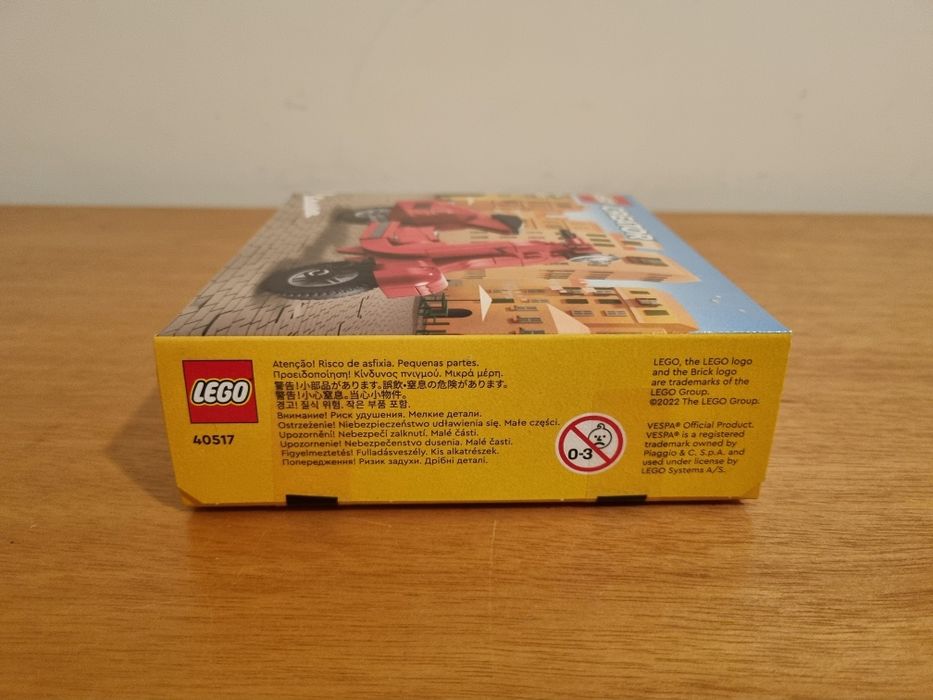 LEGO
40517
Atenção! Risco de asfixia. Pequenas partes.
Προειδοποίηση! Κίνδυνος πνιγμού. Μικρά μέρη.
警告!小部品があります。誤飲・窒息の危険があります。
警告!小心窒息。当心小物件。
경고! 질식 위험. 작은 부품 포함.
Внимание! Риск удушения. Мелкие детали.
Ostrzeżenie! Niebezpieczeństwo udławienia się. Małe części.
Upozornění! Nebezpečí zalknutí. Malé části.
Upozornenie! Nebezpečenstvo dusenia. Malé časti.
Figyelmeztetés! Fulladásveszély. Kis alkatrészek.
Попередження! Ризик задухи. Дрібні деталі.
0-3
LEGO, the LEGO logo
and the Brick logo
are trademarks of the
LEGO Group.
©2022 The LEGO Group.
VESPA® Official Product.
VESPA® is a registered
trademark owned by
Piaggio & C. S.p.A. and
used under license by
LEGO Systems A/S.